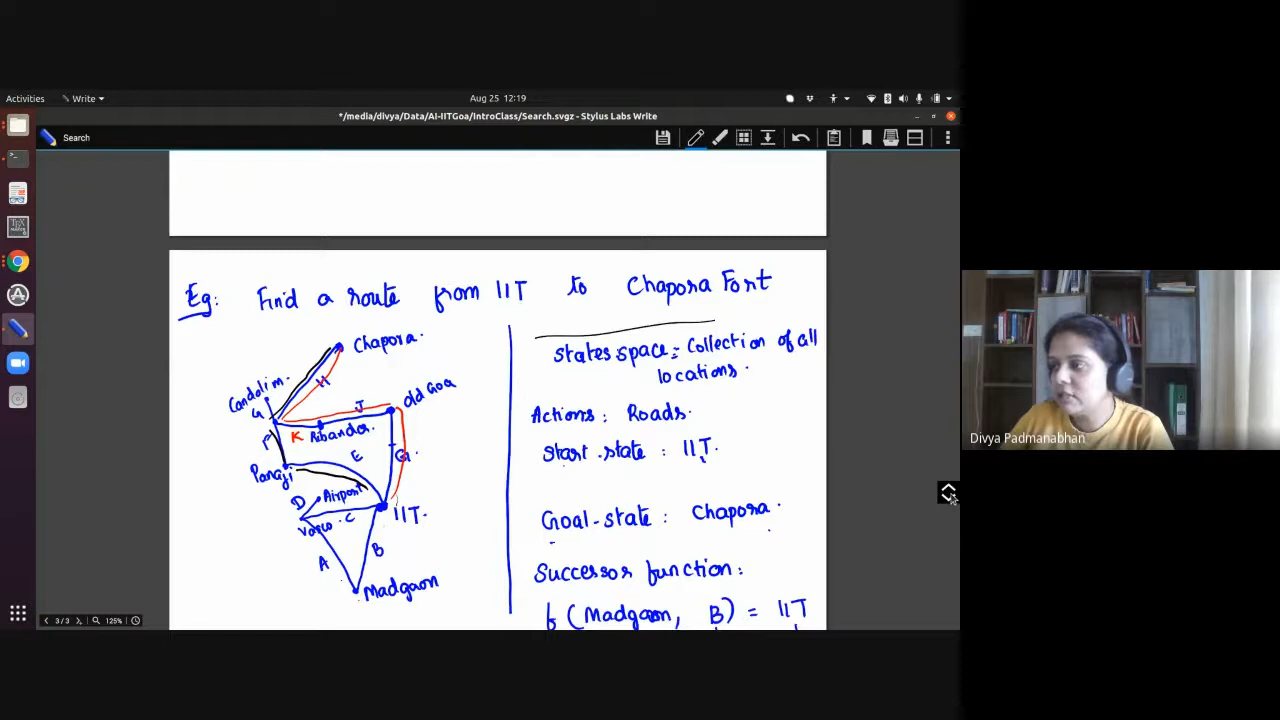 Activities
Write
Aug 25 12:19
*/media/divya/Data/AI-IITGoa/IntroClass/Search.svgz - Stylus Labs Write
Search
Eg: Find a route from IIT to Chapora Fort
Chapora.
Candolim.
G
H
Old Goa
J
K
Ribander.
F
E
G
Panaji
D
Airport
Vasco.
C
IIT.
A
B
Madgaon
States space = Collection of all
locations.
Actions: Roads.
Start-state : IIT.
Goal-state : Chapora.
Successor function:
f (Madgaon, B) = IIT
3/3
125%
Divya Padmanabhan